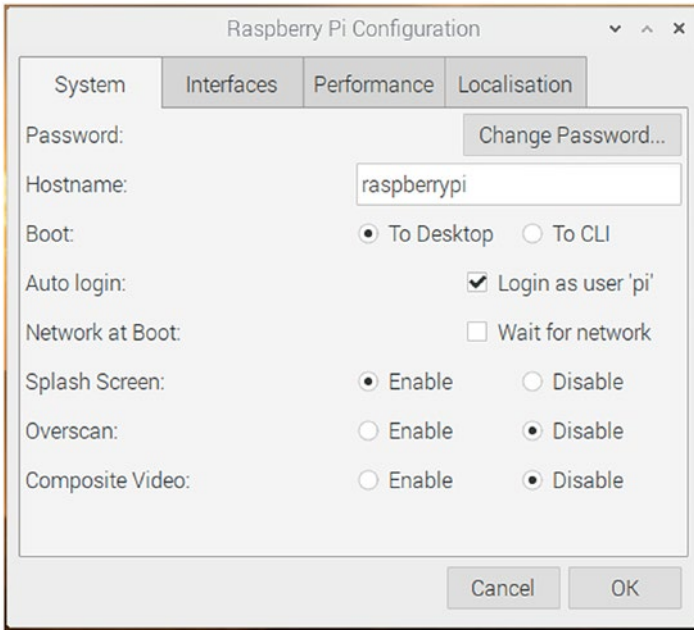 Raspberry Pi Configuration
System Interfaces Performance Localisation
Password: Change Password...
Hostname: raspberrypi
Boot: To Desktop To CLI
Auto login: Login as user 'pi'
Network at Boot: Wait for network
Splash Screen: Enable Disable
Overscan: Enable Disable
Composite Video: Enable Disable
Cancel OK